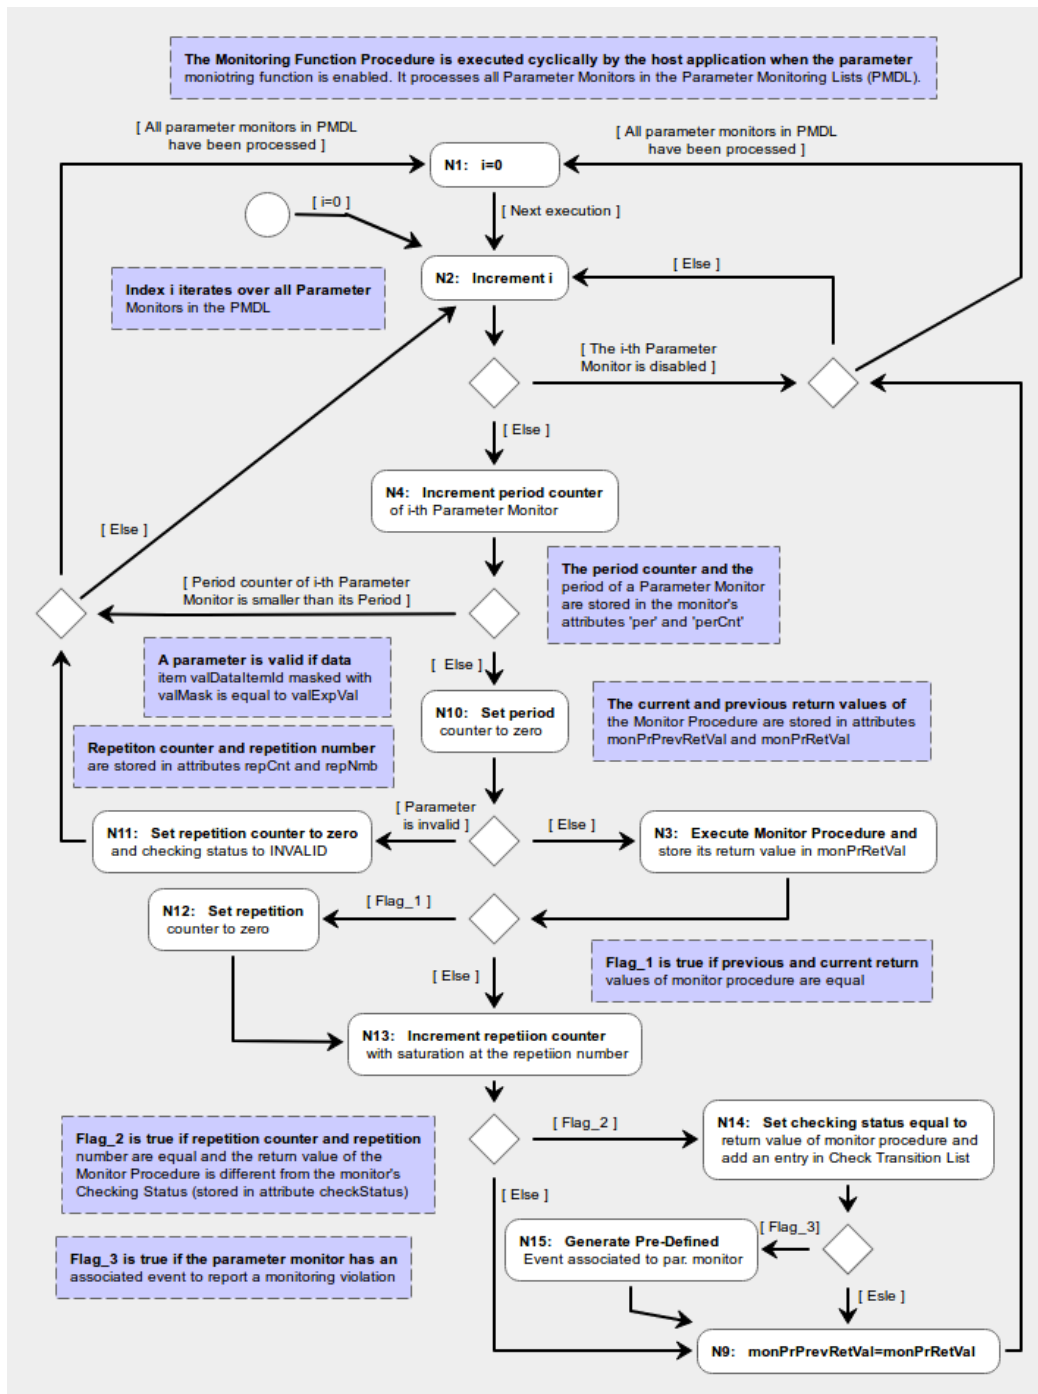 The Monitoring Function Procedure is executed cyclically by the host application when the parameter
moniotring function is enabled. It processes all Parameter Monitors in the Parameter Monitoring Lists (PMDL).
[ All parameter monitors in PMDL
have been processed ]
[ All parameter monitors in PMDL
have been processed ]
N1: i=0
[ i=0 ]
[ Next execution ]
N2: Increment i
[ Else ]
Index i iterates over all Parameter
Monitors in the PMDL
[ The i-th Parameter
Monitor is disabled ]
[ Else ]
N4: Increment period counter
of i-th Parameter Monitor
[ Else ]
[ Period counter of i-th Parameter
Monitor is smaller than its Period ]
The period counter and the
period of a Parameter Monitor
are stored in the monitor's
attributes 'per' and 'perCnt'
A parameter is valid if data
item valDataItemId masked with
valMask is equal to valExpVal
[ Else ]
N10: Set period
counter to zero
The current and previous return values of
the Monitor Procedure are stored in attributes
monPrPrevRetVal and monPrRetVal
Repetiton counter and repetition number
are stored in attributes repCnt and repNmb
[ Parameter
is invalid ]
[ Else ]
N11: Set repetition counter to zero
and checking status to INVALID
N3: Execute Monitor Procedure and
store its return value in monPrRetVal
N12: Set repetition
counter to zero
[ Flag_1 ]
[ Else ]
Flag_1 is true if previous and current return
values of monitor procedure are equal
N13: Increment repetiion counter
with saturation at the repetiion number
Flag_2 is true if repetition counter and repetition
number are equal and the return value of the
Monitor Procedure is different from the monitor's
Checking Status (stored in attribute checkStatus)
[ Flag_2 ]
N14: Set checking status equal to
return value of monitor procedure and
add an entry in Check Transition List
[ Else ]
[ Flag_3]
N15: Generate Pre-Defined
Event associated to par. monitor
Flag_3 is true if the parameter monitor has an
associated event to report a monitoring violation
[ Esle ]
N9: monPrPrevRetVal=monPrRetVal